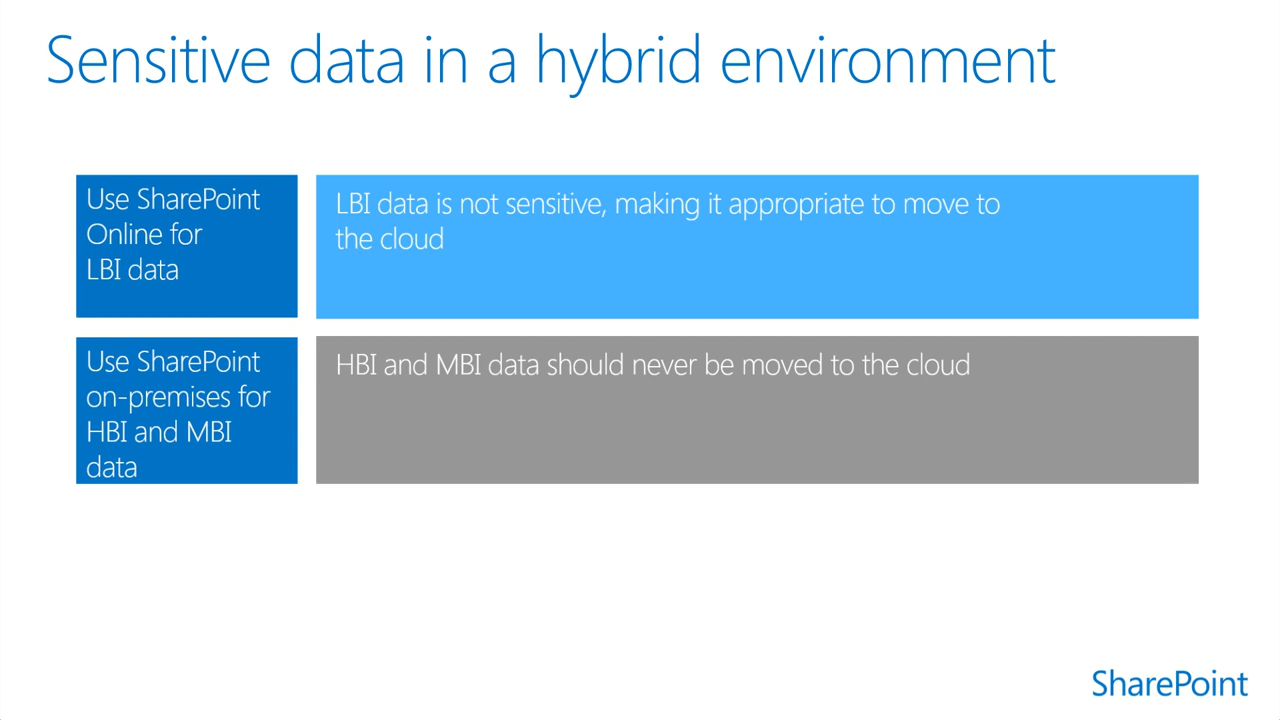 Sensitive data in a hybrid environment
Use SharePoint
Online for
LBI data
LBI data is not sensitive, making it appropriate to move to
the cloud
Use SharePoint
on-premises for
HBI and MBI
data
HBI and MBI data should never be moved to the cloud
SharePoint